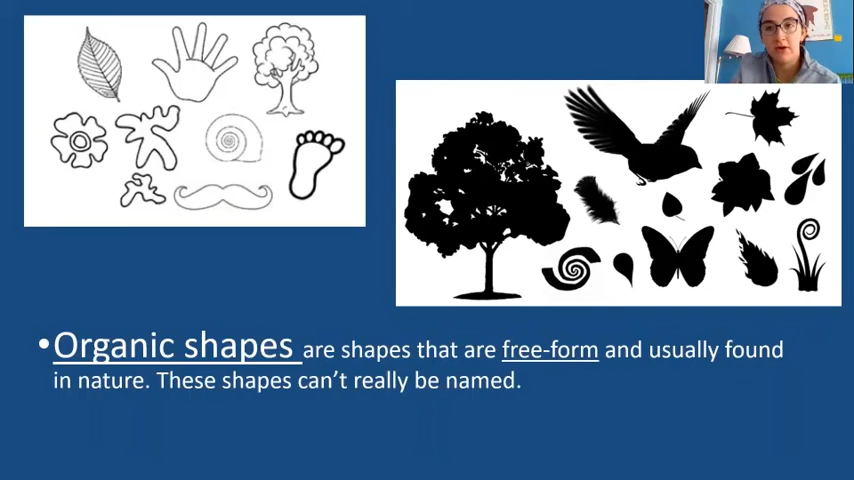 •Organic shapes are shapes that are free-form and usually found
in nature. These shapes can’t really be named.